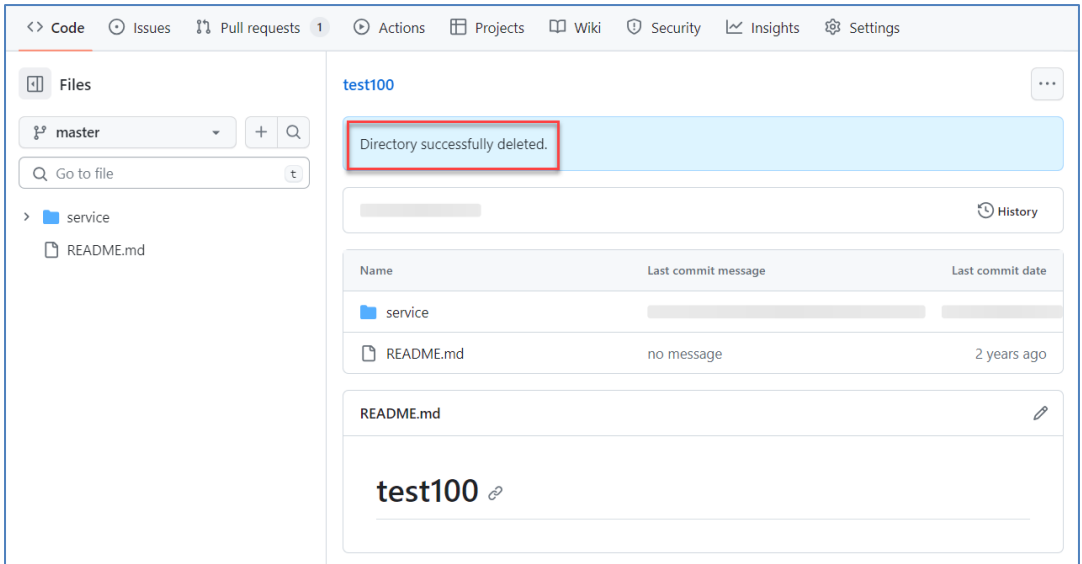 Code Issues Pull requests 1 Actions Projects Wiki Security Insights Settings
Files
master
Go to file t
service
README.md
test100
Directory successfully deleted.
History
Name Last commit message Last commit date
service
README.md no message 2 years ago
README.md
test100